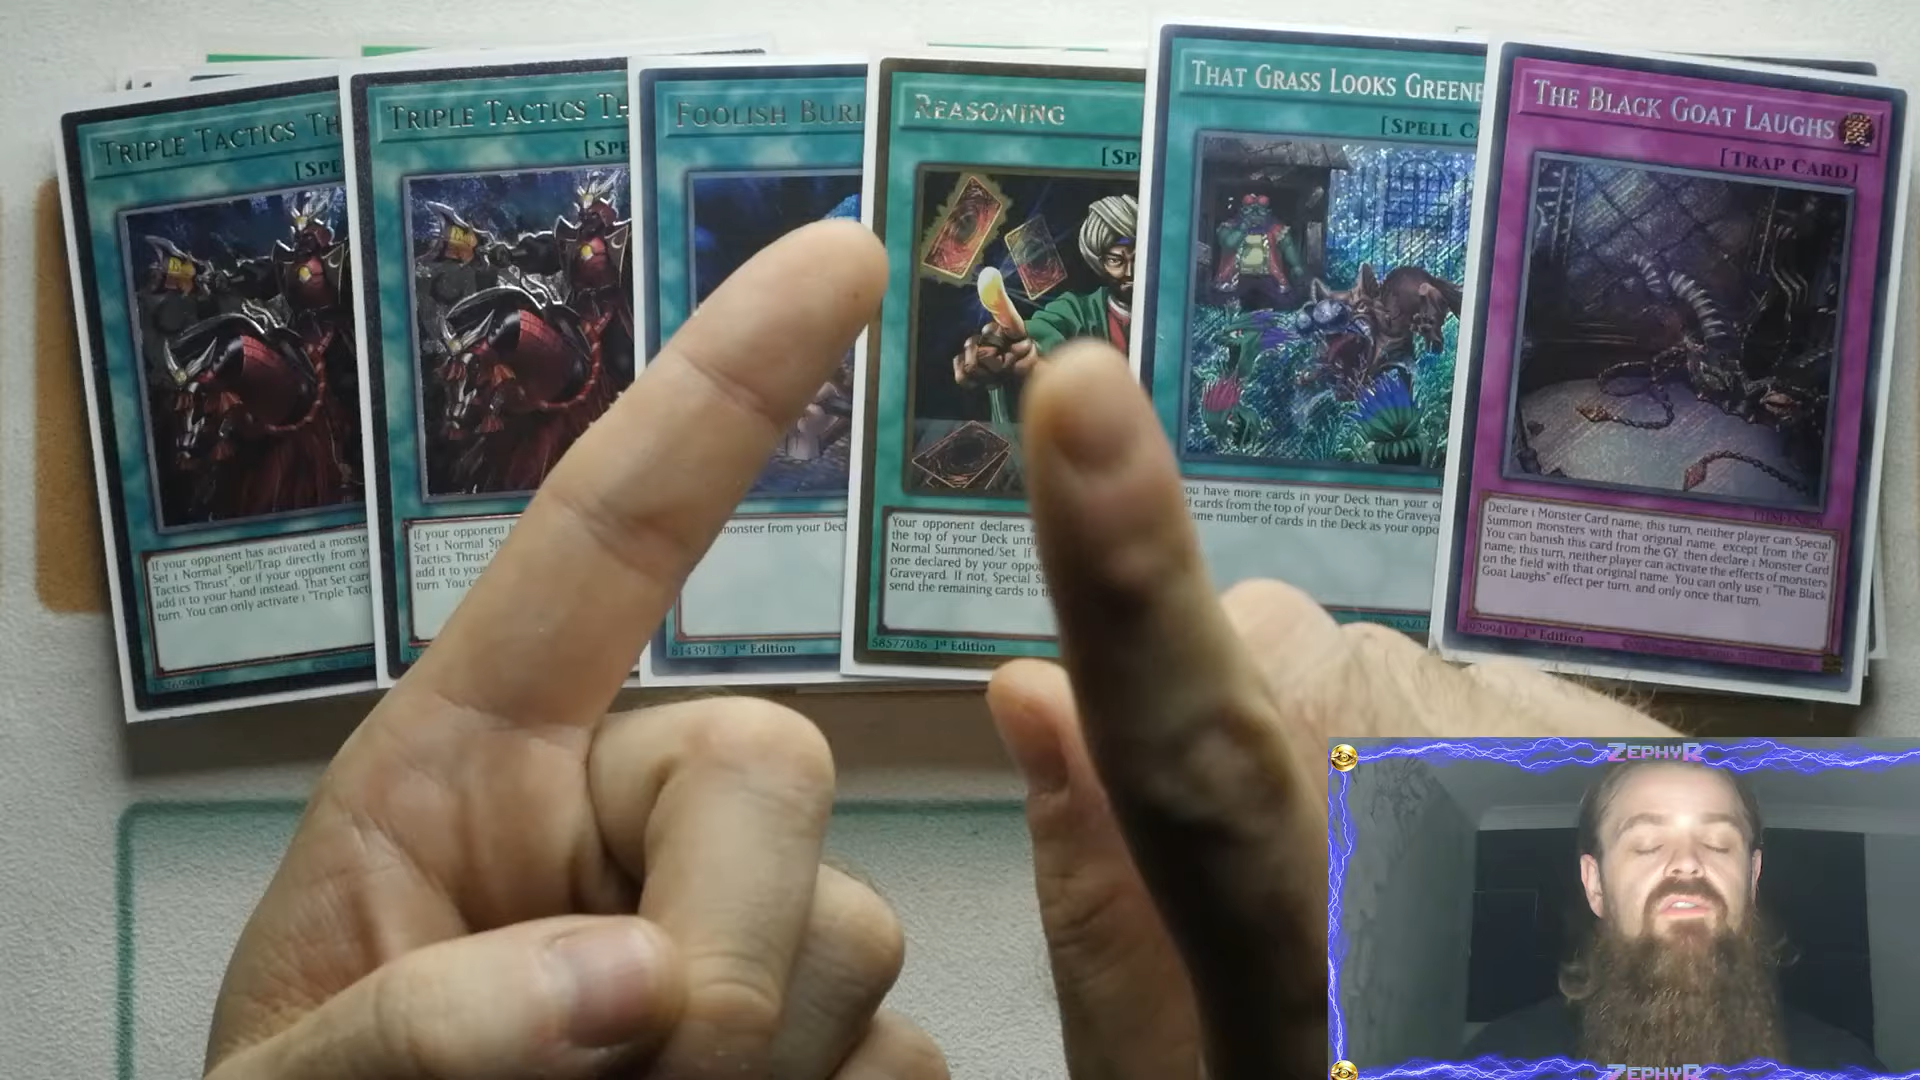 TRIPLE TACTICS TH
[SPE
If your opponent has activated a monste
Set 1 Normal Spell/Trap directly from y
Tactics Thrust", or if your opponent con
add it to your hand instead. That Set car
turn. You can only activate 1 "Triple Tact
TRIPLE TACTICS TH
[SPE
If your opponent
Set 1 Normal Sp
Tactics Thrust
add it to your
turn. You c
FOOLISH BURI
monster from your Deck
81439173 1st Edition
REASONING
[SP
Your opponent declares a
the top of your Deck until
Normal Summoned/Set. If
one declared by your oppo
Graveyard. If not, Special S
send the remaining cards to th
58577036 1st Edition
THAT GRASS LOOKS GREENE
[SPELL CA
you have more cards in your Deck than your o
d cards from the top of your Deck to the Graveya
ame number of cards in the Deck as your oppo
THE BLACK GOAT LAUGHS
[TRAP CARD]
Declare 1 Monster Card name; this turn, neither player can Special
Summon monsters with that original name, except from the GY.
You can banish this card from the GY, then declare 1 Monster Card
name; this turn, neither player can activate the effects of monsters
on the field with that original name. You can only use 1 "The Black
Goat Laughs" effect per turn, and only once that turn.
49299410 1st Edition
ZEPHYR
ZEPHYR